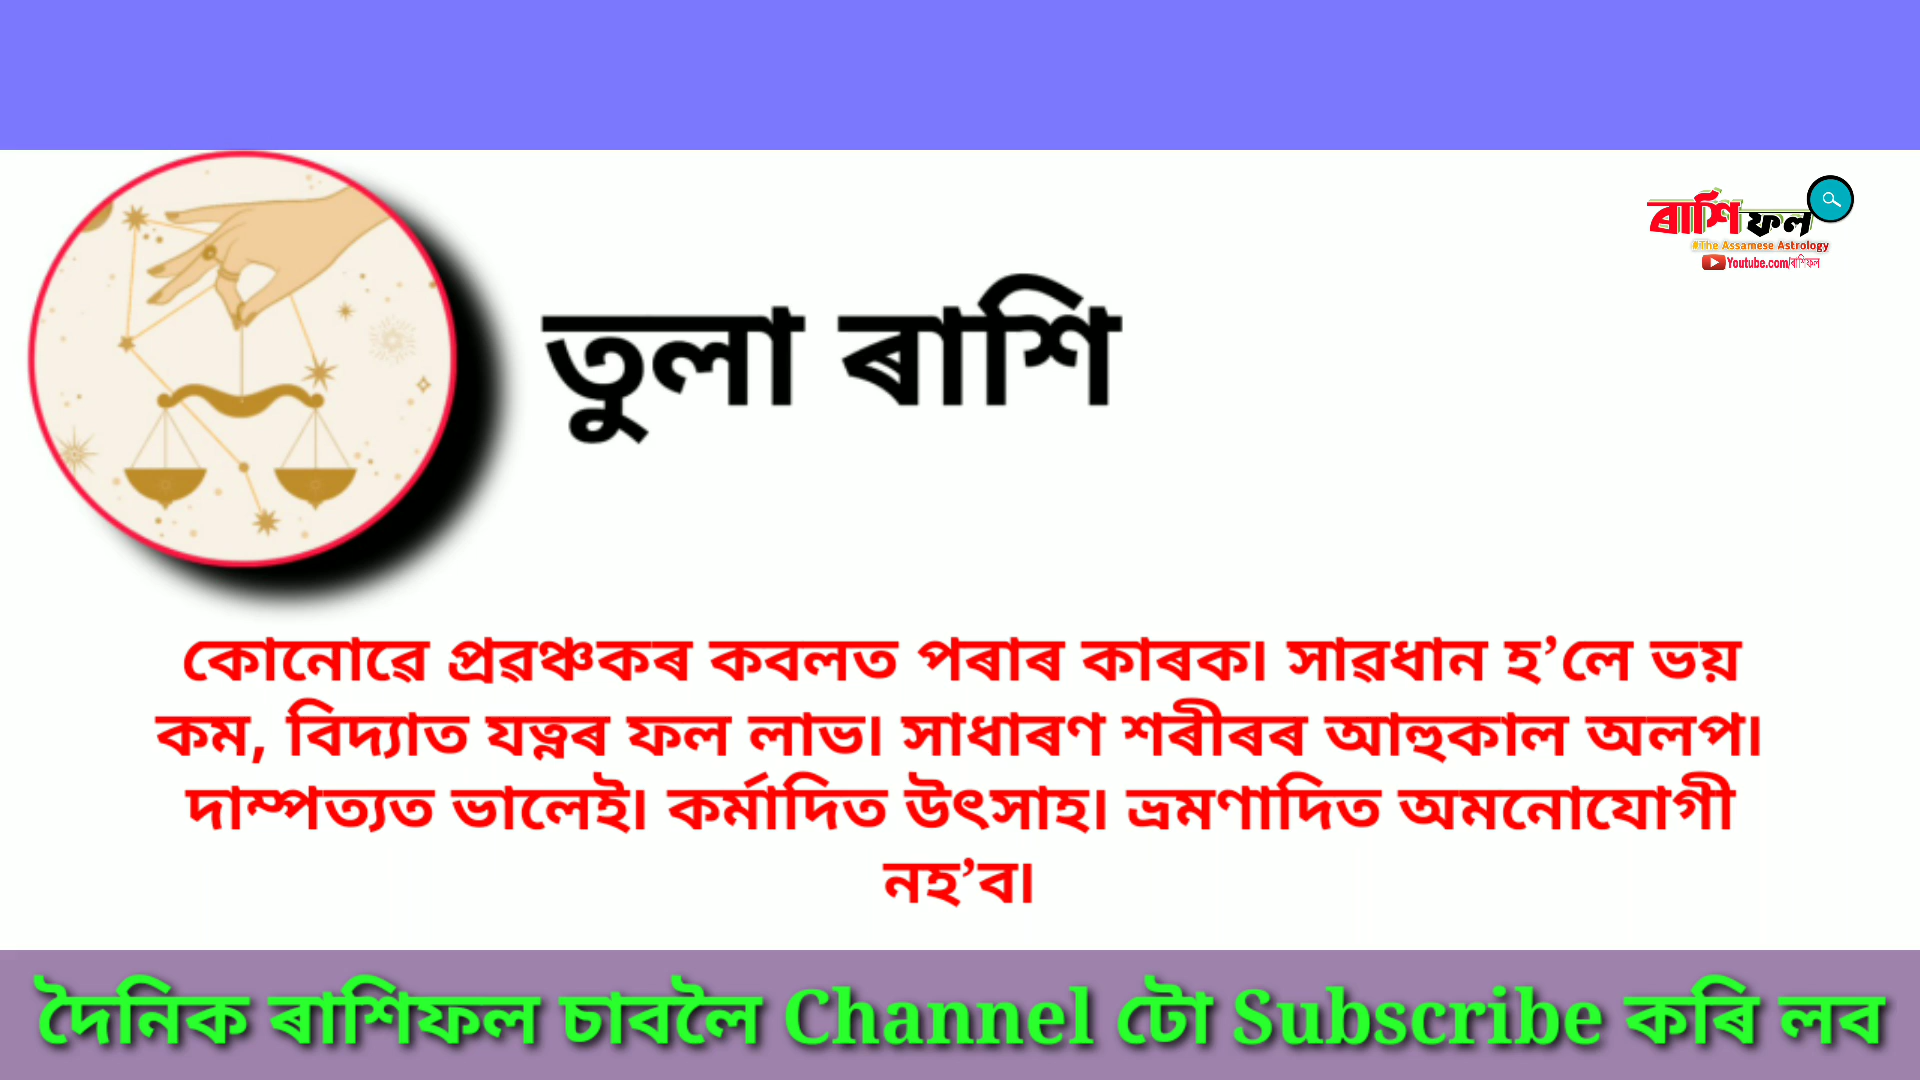 ৰাশি ফল
#The Assamese Astrology
Youtube.com/ৰাশিফল
তুলা ৰাশি
কোনোৱে প্ৰৱঞ্চকৰ কবলত পৰাৰ কাৰক। সাৱধান হ’লে ভয়
কম, বিদ্যাত যত্নৰ ফল লাভ। সাধাৰণ শৰীৰৰ আহুকাল অলপ।
দাম্পত্যত ভালেই। কৰ্মাদিত উৎসাহ। ভ্ৰমণাদিত অমনোযোগী
নহ’ব।
দৈনিক ৰাশিফল চাবলৈ Channel টো Subscribe কৰি লব